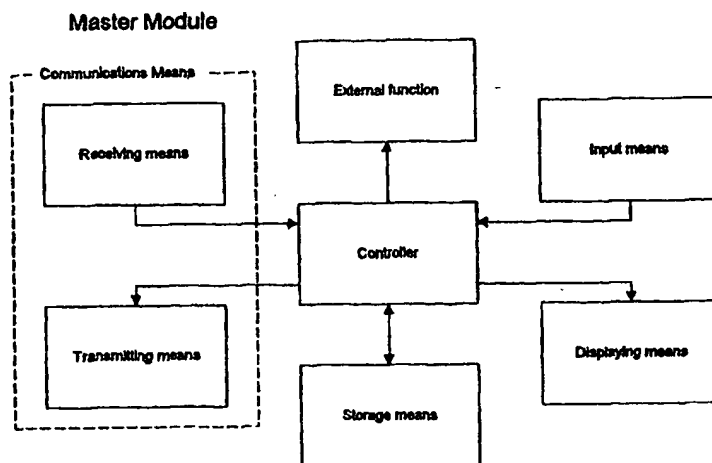 Master Module
Communications Means
External function
Receiving means
Input means
Controller
Transmitting means
Displaying means
Storage means